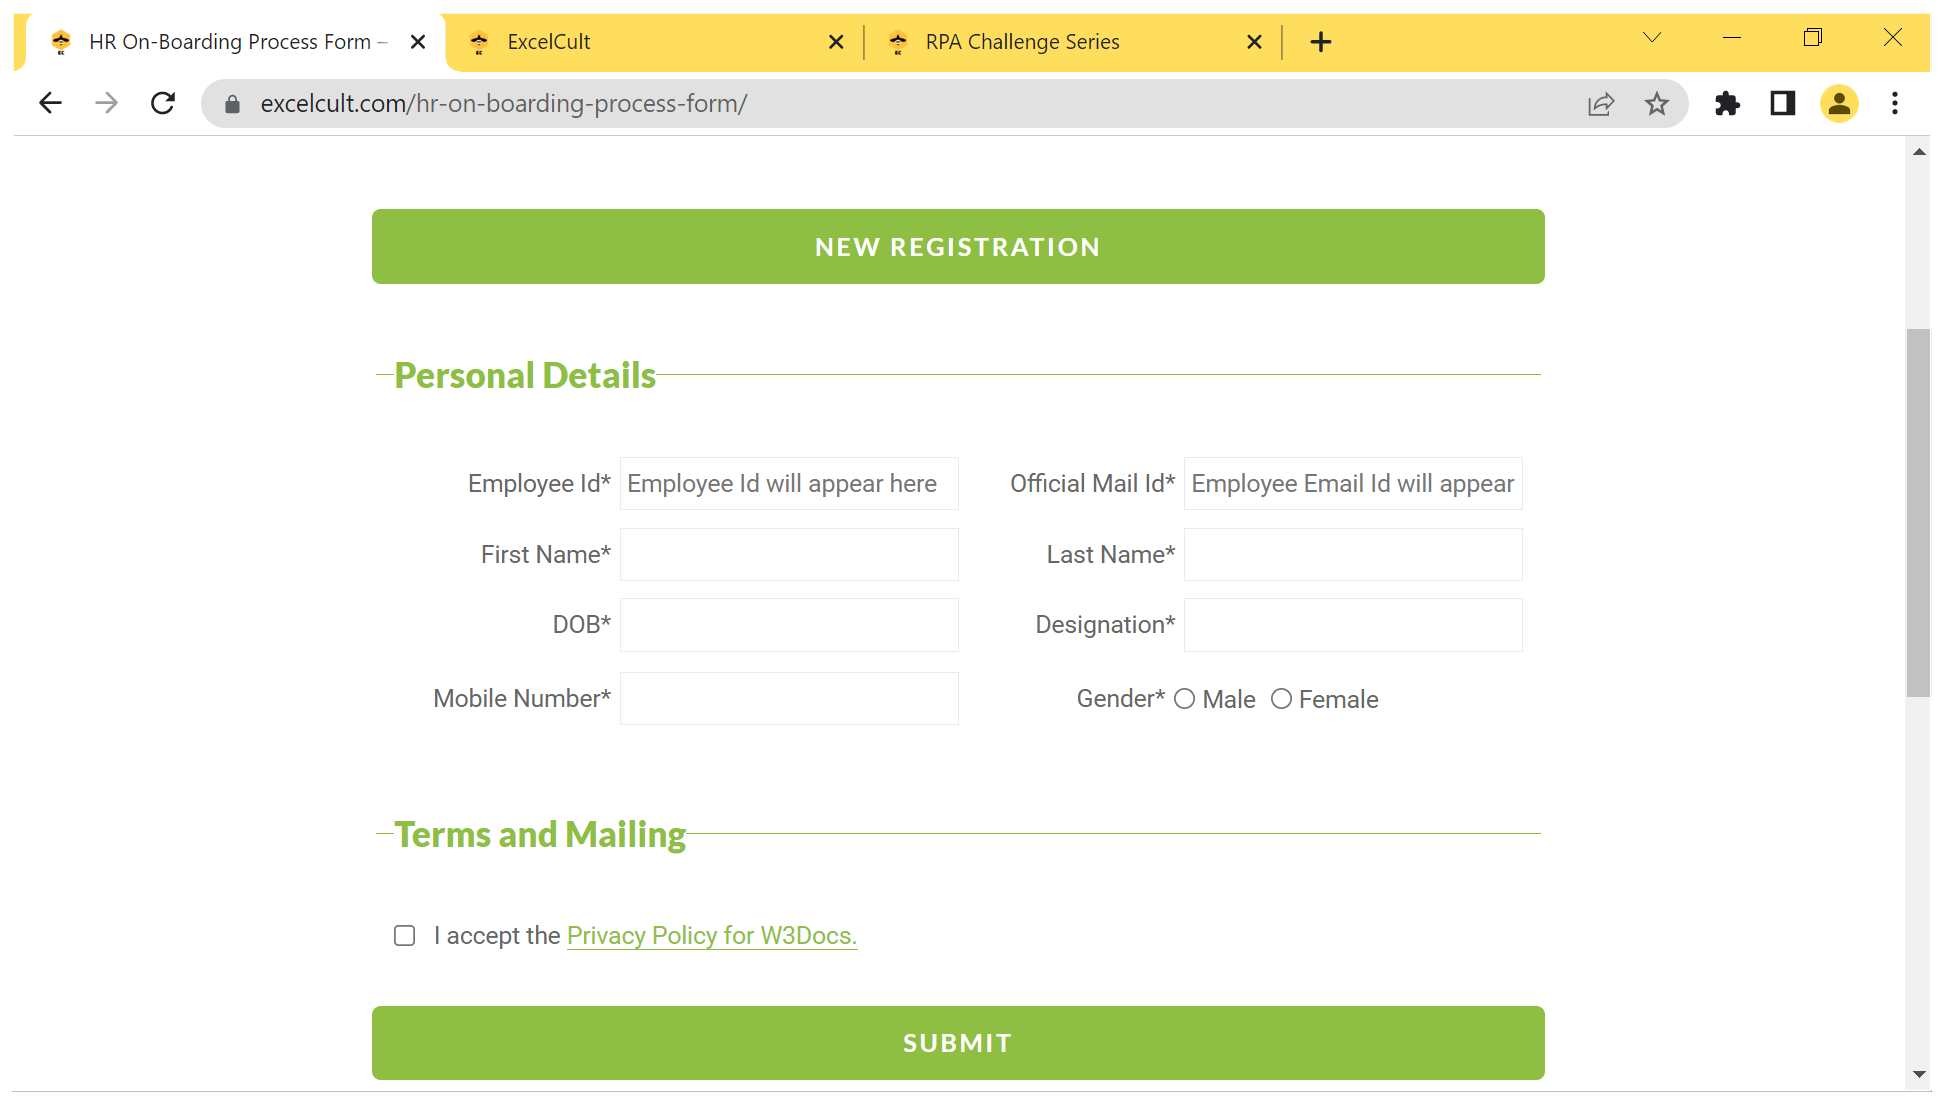 HR On-Boarding Process Form –
ExcelCult
RPA Challenge Series
excelcult.com/hr-on-boarding-process-form/
NEW REGISTRATION
Personal Details
Employee Id* Employee Id will appear here Official Mail Id* Employee Email Id will appear
First Name* Last Name*
DOB* Designation*
Mobile Number* Gender* Male Female
Terms and Mailing
I accept the Privacy Policy for W3Docs.
SUBMIT